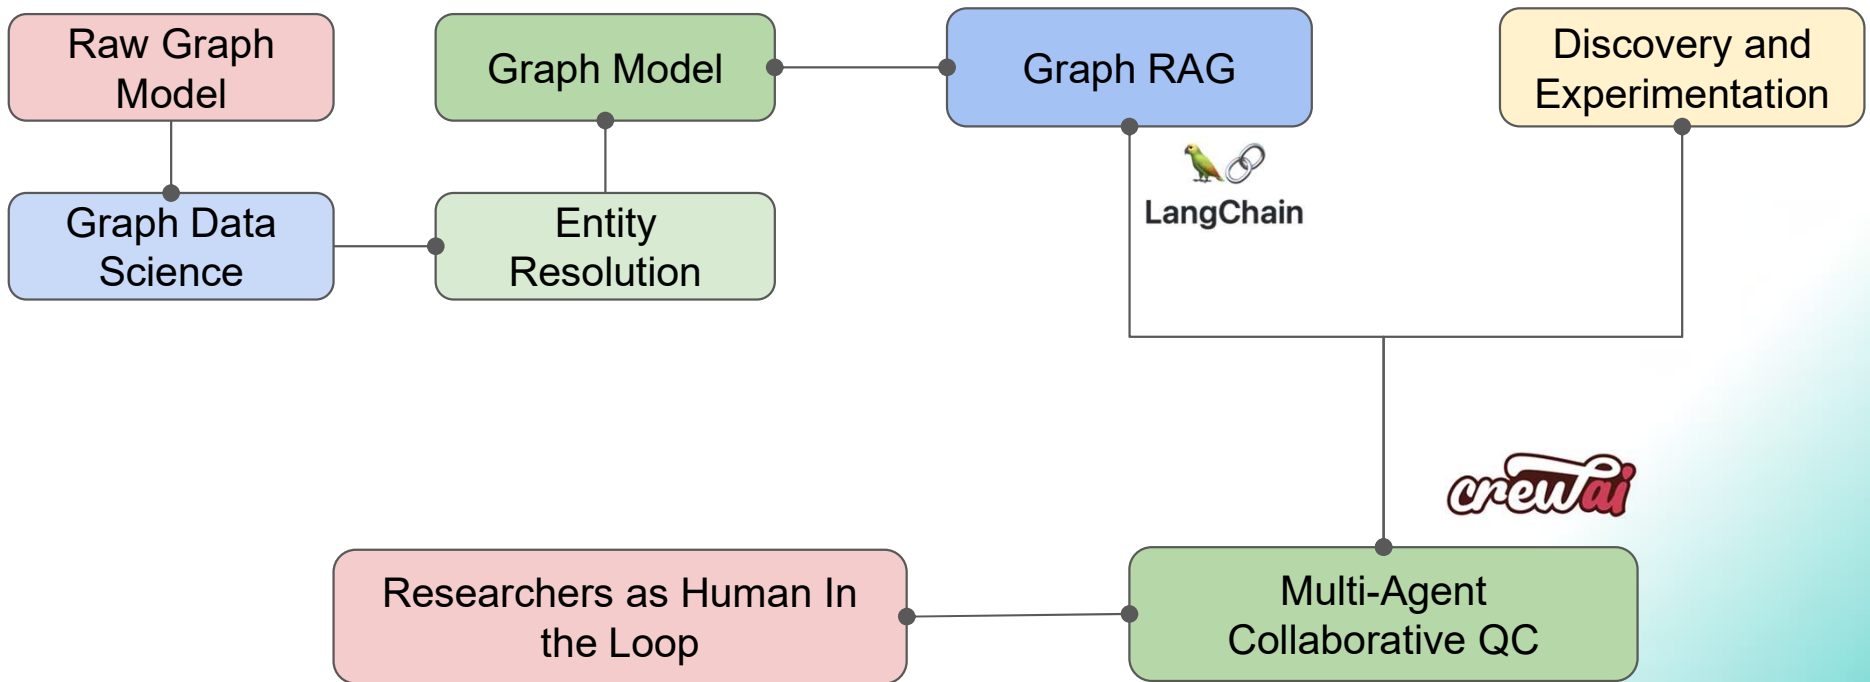 Raw Graph
Model
Graph Model
Graph RAG
Discovery and
Experimentation
LangChain
Graph Data
Science
Entity
Resolution
crewai
Researchers as Human In
the Loop
Multi-Agent
Collaborative QC